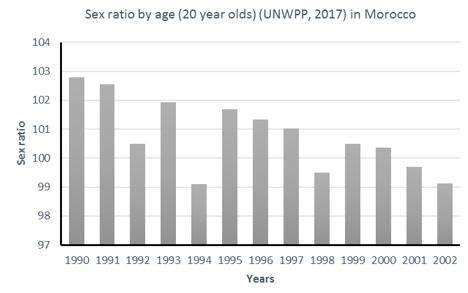 Sex ratio by age (20 year olds) (UNWPP, 2017) in Morocco
104
103
102
101
100
99
98
97
Sex ratio
1990 1991 1992 1993 1994 1995 1996 1997 1998 1999 2000 2001 2002
Years